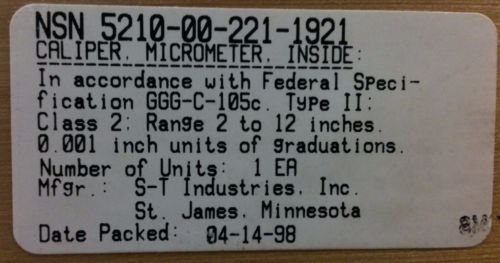 NSN 5210-00-221-1921
CALIPER, MICROMETER, INSIDE:
In accordance with Federal Speci-
fication GGG-C-105c. Type II;
Class 2; Range 2 to 12 inches.
0.001 inch units of graduations.
Number of Units: 1 EA
Mfgr.: S-T Industries, Inc.
St. James, Minnesota
Date Packed: 04-14-98